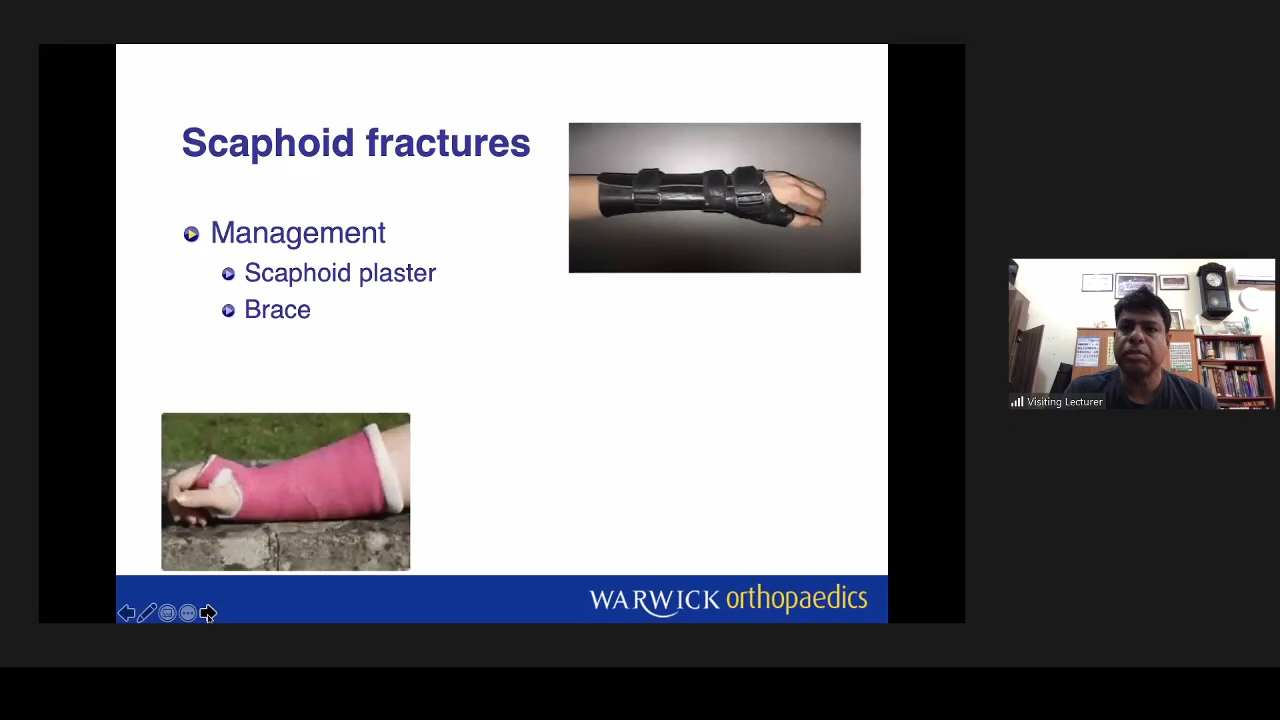 Scaphoid fractures
Management
Scaphoid plaster
Brace
WARWICK orthopaedics
Visiting Lecturer